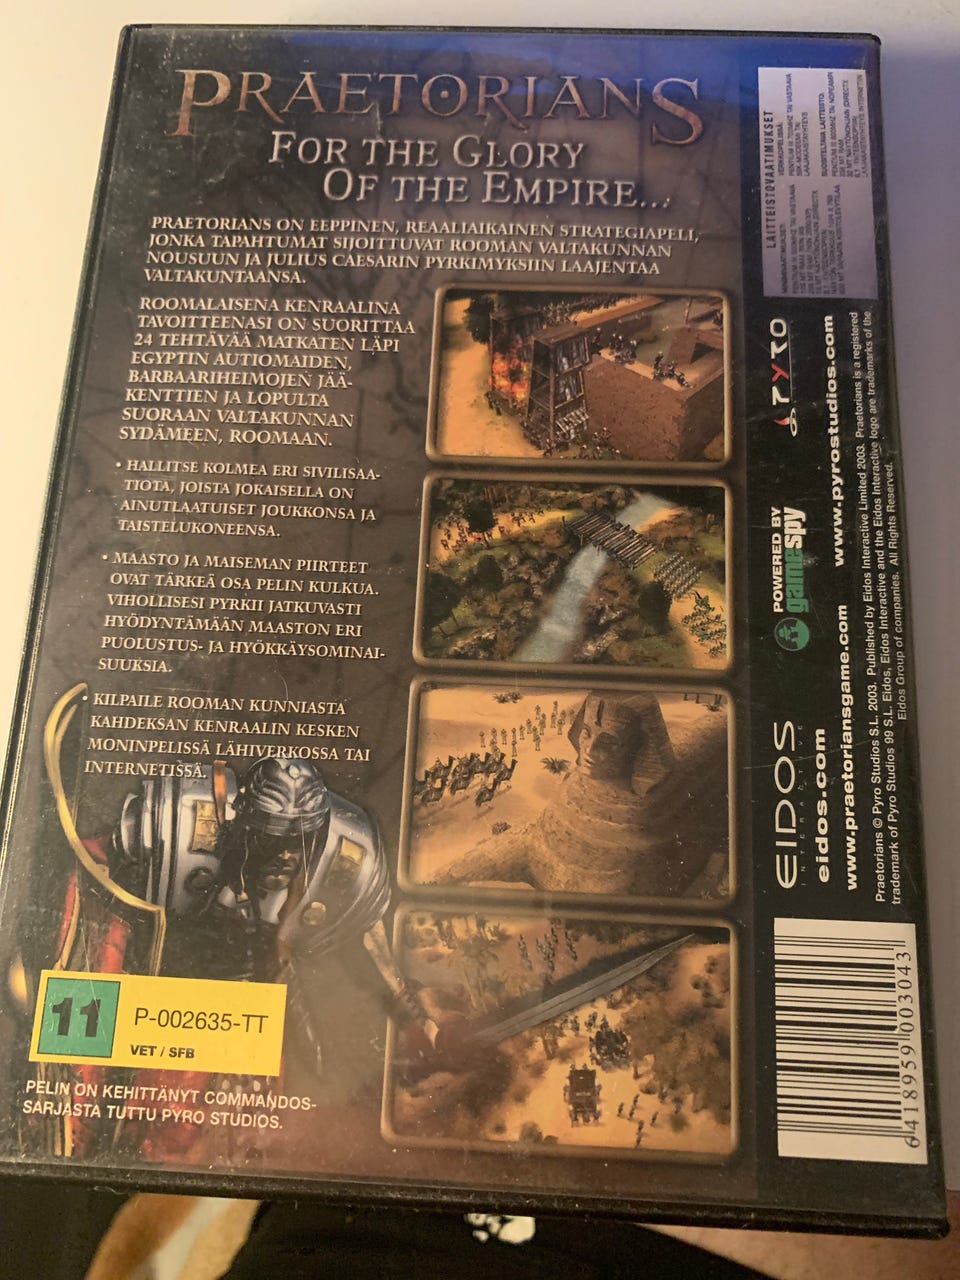 PRAETORIANS
FOR THE GLORY
OF THE EMPIRE...
PRAETORIANS ON EEPPINEN, REAALIAIKAINEN STRATEGIAPELI,
JONKA TAPAHTUMAT SIJOITTUVAT ROOMAN VALTAKUNNAN
NOUSUUN JA JULIUS CAESARIN PYRKIMYKSIIN LAAJENTAA
VALTAKUNTAANSA.
ROOMALAISENA KENRAALINA
TAVOITTEENASI ON SUORITTAA
24 TEHTÄVÄÄ MATKATEN LÄPI
EGYPTIN AUTIOMAIDEN,
BARBAARIHEIMOJEN JÄÄ-
KENTTIEN JA LOPULTA
SUORAAN VALTAKUNNAN
SYDÄMEEN, ROOMAAN.
• HALLITSE KOLMEA ERI SIVILISAA-
TIOTA, JOISTA JOKAISELLA ON
AINUTLAATUISET JOUKKONSA JA
TAISTELUKONEENSA.
• MAASTO JA MAISEMAN PIIRTEET
OVAT TÄRKEÄ OSA PELIN KULKUA.
VIHOLLISESI PYRKII JATKUVASTI
HYÖDYNTÄMÄÄN MAASTON ERI
PUOLUSTUS- JA HYÖKKÄYSOMINAI-
SUUKSIA.
• KILPAILE ROOMAN KUNNIASTA
KAHDEKSAN KENRAALIN KESKEN
MONINPELISSÄ LÄHIVERKOSSA TAI
INTERNETISSÄ.
11
P-002635-TT
VET / SFB
PELIN ON KEHITTÄNYT COMMANDOS-
SARJASTA TUTTU PYRO STUDIOS.
LAITTEISTOVAATIMUKSET
PYRO
www.pyrostudios.com
POWERED BY
gamespy
www.praetoriansgame.com
EIDOS
INTERACTIVE
eidos.com
Praetorians © Pyro Studios S.L. 2003. Published by Eidos Interactive Limited 2003. Praetorians is a registered
trademark of Pyro Studios 99 S.L. Eidos, Eidos Interactive and the Eidos Interactive logo are trademarks of the
Eidos Group of companies. All Rights Reserved.
6 418959 003043